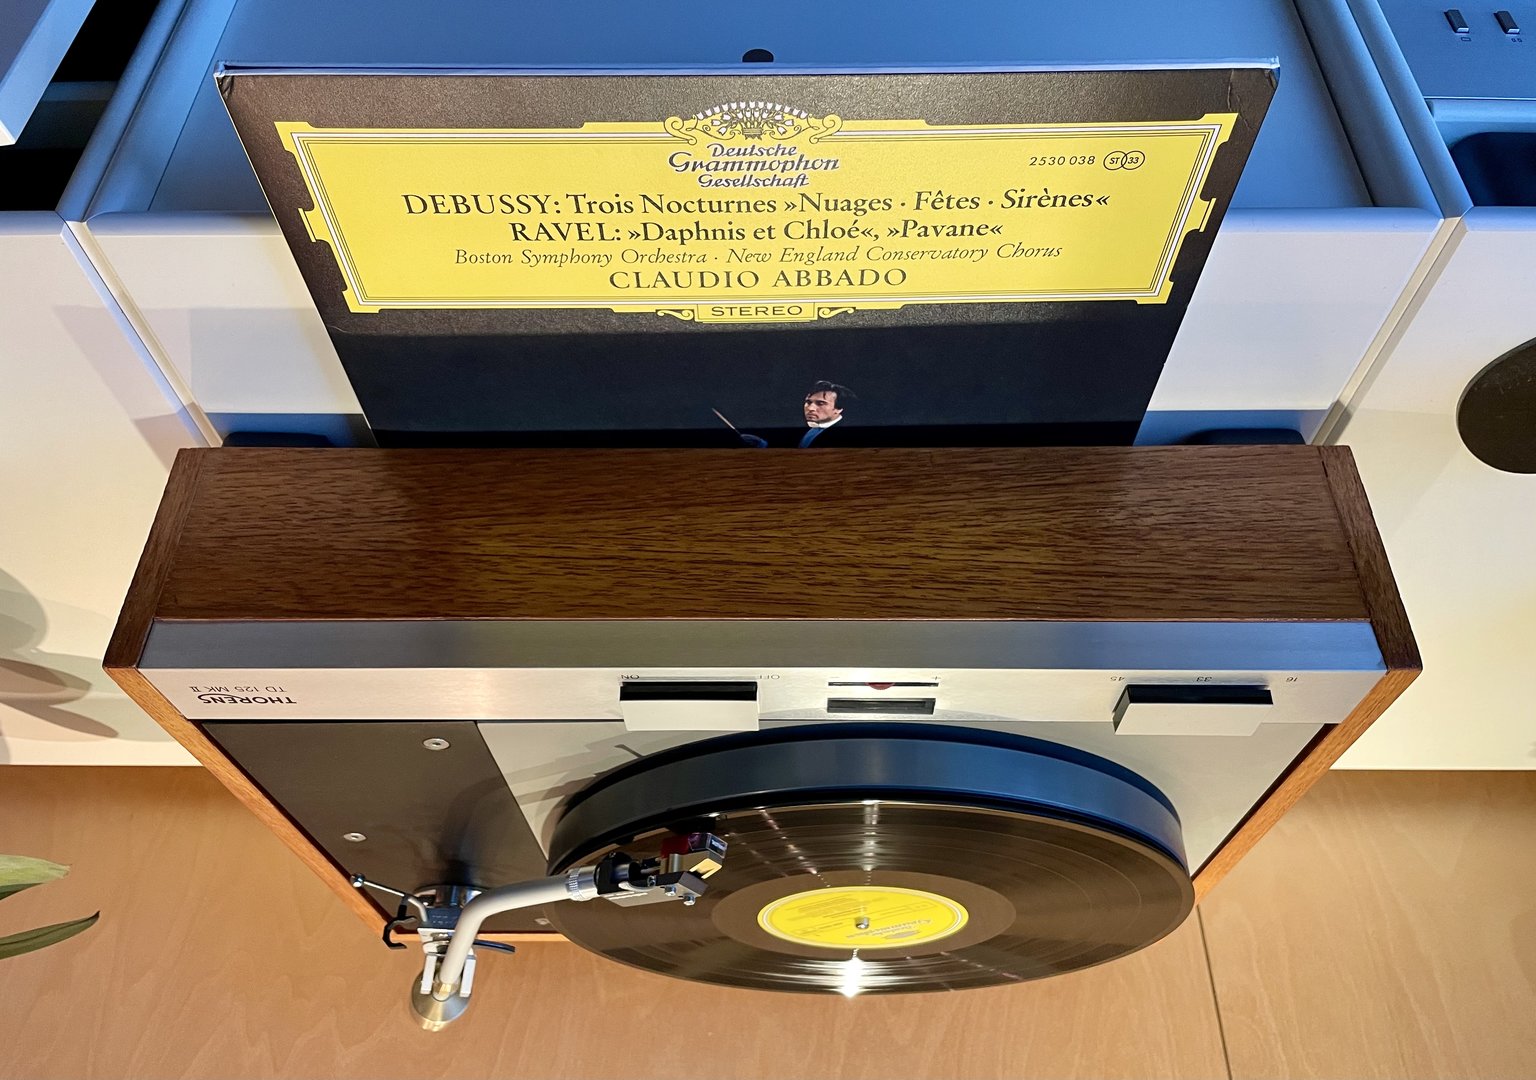 Deutsche
Grammophon
Gesellschaft
2530 038 ST 33
DEBUSSY: Trois Nocturnes »Nuages · Fêtes · Sirènes«
RAVEL: »Daphnis et Chloé«, »Pavane«
Boston Symphony Orchestra · New England Conservatory Chorus
CLAUDIO ABBADO
STEREO
THORENS
TD 125 MK II
ON OFF
+
45 33 16